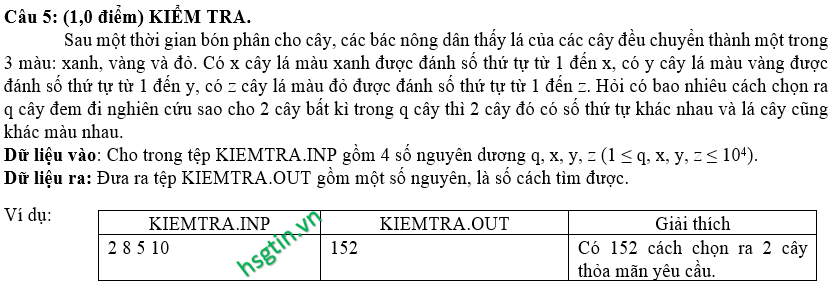 Câu 5: (1,0 điểm) KIỂM TRA.
Sau một thời gian bón phân cho cây, các bác nông dân thấy lá của các cây đều chuyển thành một trong
3 màu: xanh, vàng và đỏ. Có x cây lá màu xanh được đánh số thứ tự từ 1 đến x, có y cây lá màu vàng được
đánh số thứ tự từ 1 đến y, có z cây lá màu đỏ được đánh số thứ tự từ 1 đến z. Hỏi có bao nhiêu cách chọn ra
q cây đem đi nghiên cứu sao cho 2 cây bất kì trong q cây thì 2 cây đó có số thứ tự khác nhau và lá cây cũng
khác màu nhau.
Dữ liệu vào: Cho trong tệp KIEMTRA.INP gồm 4 số nguyên dương q, x, y, z (1 ≤ q, x, y, z ≤ 10⁴).
Dữ liệu ra: Đưa ra tệp KIEMTRA.OUT gồm một số nguyên, là số cách tìm được.
Ví dụ:
KIEMTRA.INP KIEMTRA.OUT Giải thích
2 8 5 10 152 Có 152 cách chọn ra 2 cây
thỏa mãn yêu cầu.
hsgtin.vn